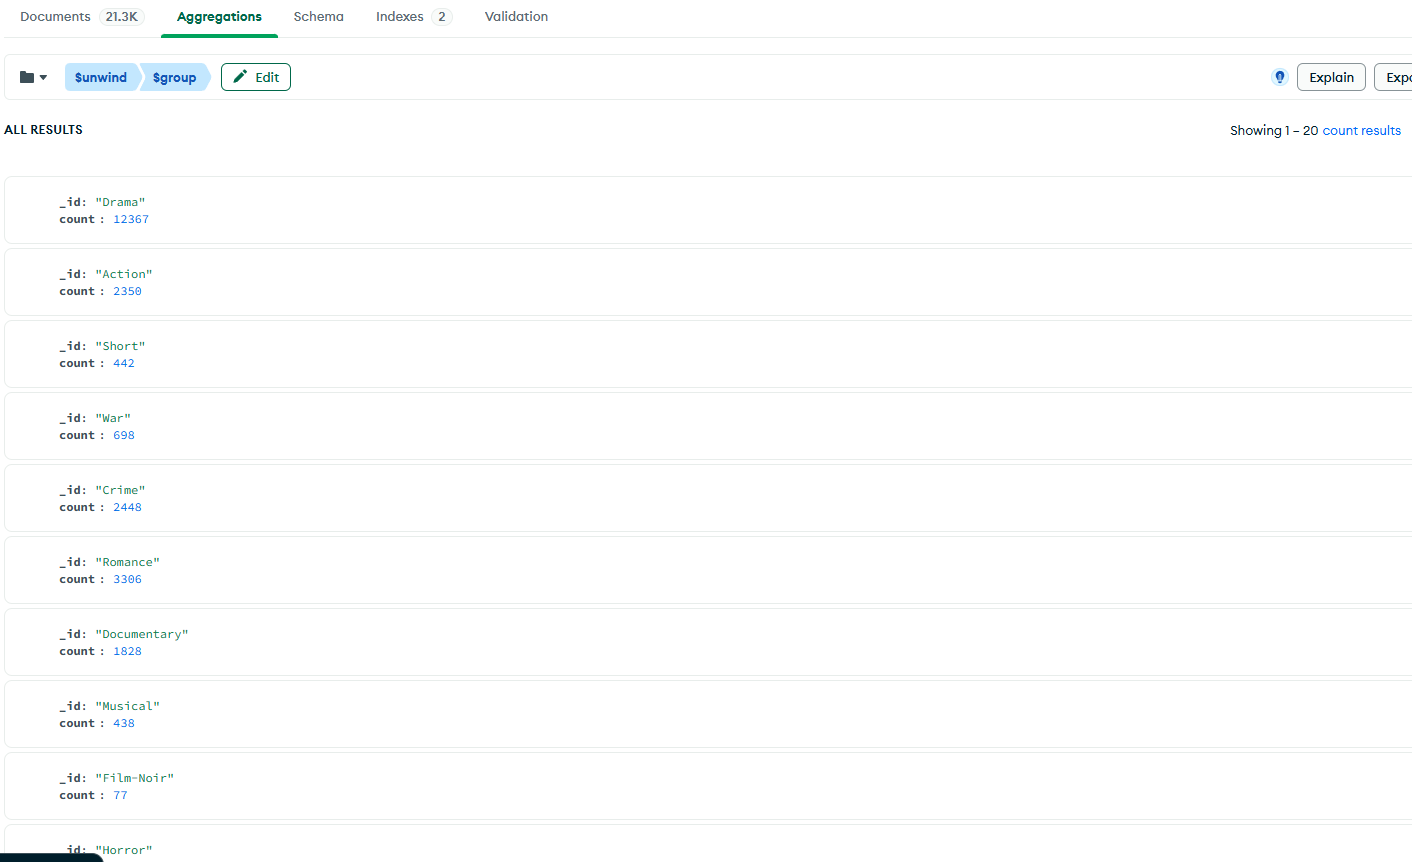 Documents 21.3K Aggregations Schema Indexes 2 Validation
$unwind $group Edit Explain Expo
ALL RESULTS Showing 1 – 20 count results
_id: "Drama"
count : 12367
_id: "Action"
count : 2350
_id: "Short"
count : 442
_id: "War"
count : 698
_id: "Crime"
count : 2448
_id: "Romance"
count : 3306
_id: "Documentary"
count : 1828
_id: "Musical"
count : 438
_id: "Film-Noir"
count : 77
_id: "Horror"